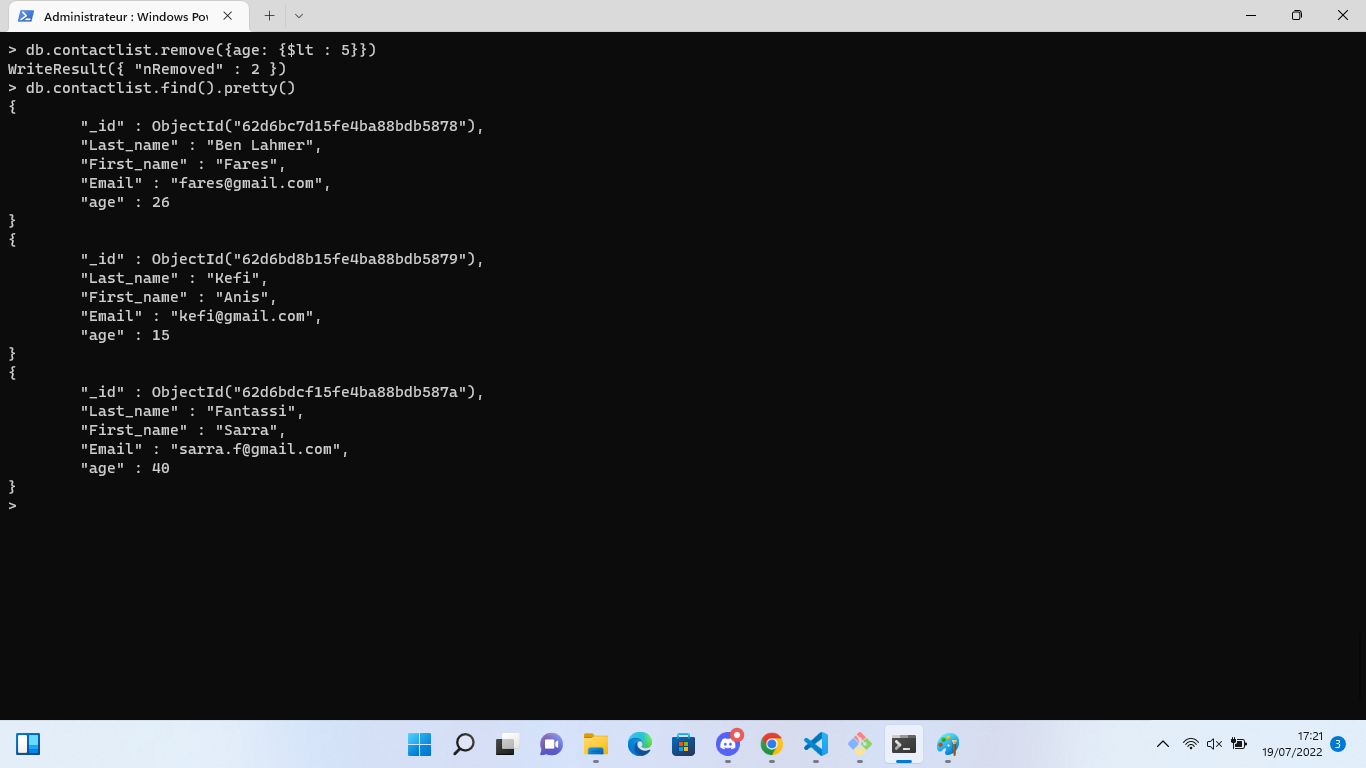 Administrateur : Windows Pow
> db.contactlist.remove({age: {$lt : 5}})
WriteResult({ "nRemoved" : 2 })
> db.contactlist.find().pretty()
{
"_id" : ObjectId("62d6bc7d15fe4ba88bdb5878"),
"Last_name" : "Ben Lahmer",
"First_name" : "Fares",
"Email" : "fares@gmail.com",
"age" : 26
}
{
"_id" : ObjectId("62d6bd8b15fe4ba88bdb5879"),
"Last_name" : "Kefi",
"First_name" : "Anis",
"Email" : "kefi@gmail.com",
"age" : 15
}
{
"_id" : ObjectId("62d6bdcf15fe4ba88bdb587a"),
"Last_name" : "Fantassi",
"First_name" : "Sarra",
"Email" : "sarra.f@gmail.com",
"age" : 40
}
>
17:21
19/07/2022
3